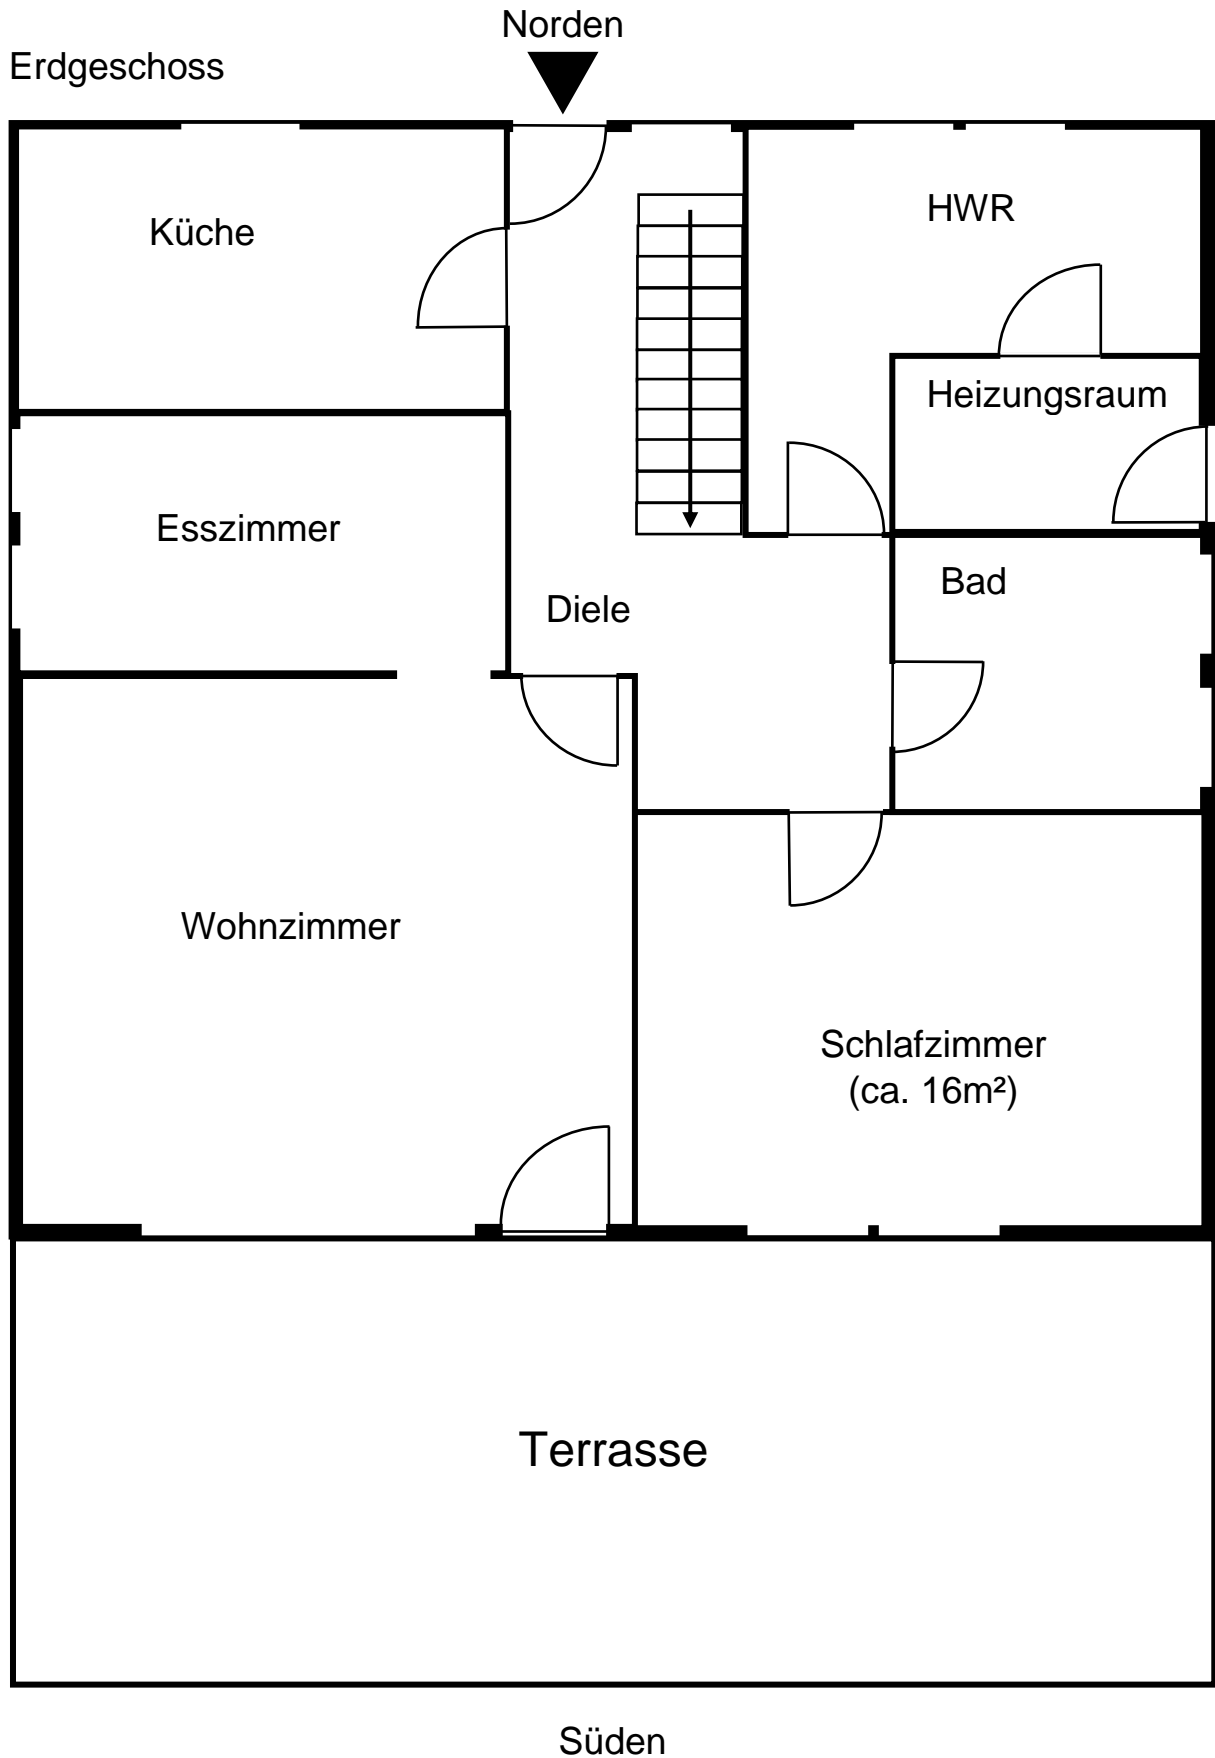 Norden
Erdgeschoss
Küche
HWR
Heizungsraum
Esszimmer
Bad
Diele
Wohnzimmer
Schlafzimmer
(ca. 16m²)
Terrasse
Süden